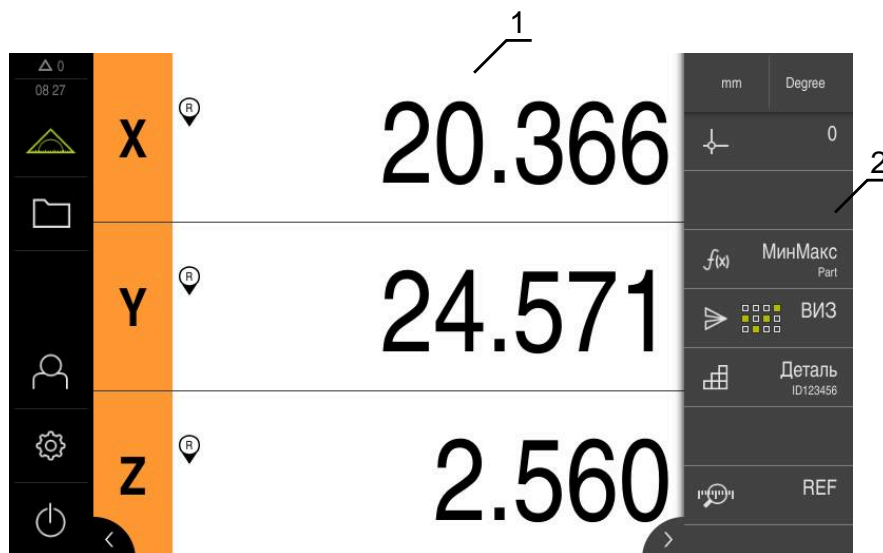 1
0
08 27
X
R
20.366
mm
Degree
0
2
Y
R
24.571
f(x)
МинМакс
Part
ВИЗ
Деталь
ID123456
Z
R
2.560
REF